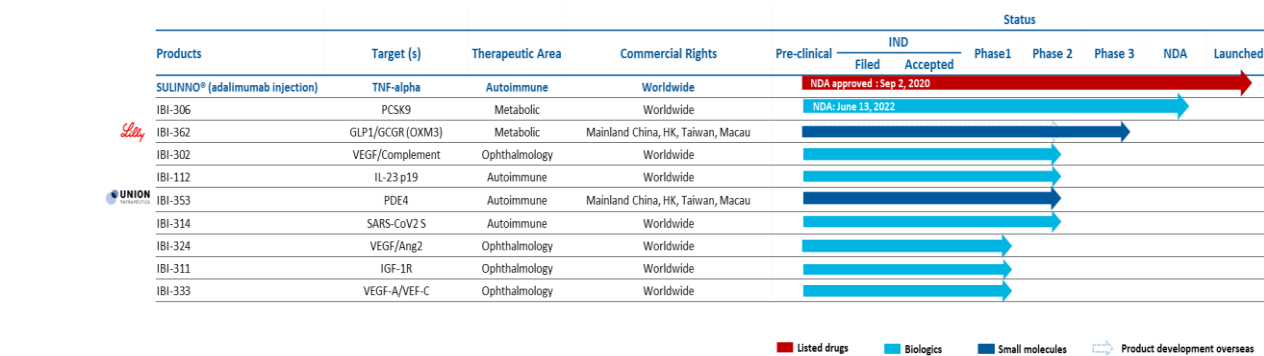 Status
Products Target (s) Therapeutic Area Commercial Rights Pre-clinical IND Phase1 Phase 2 Phase 3 NDA Launched
Filed Accepted
SULINNO® (adalimumab injection) TNF-alpha Autoimmune Worldwide NDA approved : Sep 2, 2020
IBI-306 PCSK9 Metabolic Worldwide NDA: June 13, 2022
Lilly IBI-362 GLP1/GCGR (OXM3) Metabolic Mainland China, HK, Taiwan, Macau
IBI-302 VEGF/Complement Ophthalmology Worldwide
IBI-112 IL-23 p19 Autoimmune Worldwide
UNION THERAPEUTICS IBI-353 PDE4 Autoimmune Mainland China, HK, Taiwan, Macau
IBI-314 SARS-CoV2 S Autoimmune Worldwide
IBI-324 VEGF/Ang2 Ophthalmology Worldwide
IBI-311 IGF-1R Ophthalmology Worldwide
IBI-333 VEGF-A/VEF-C Ophthalmology Worldwide
Listed drugs Biologics Small molecules Product development overseas